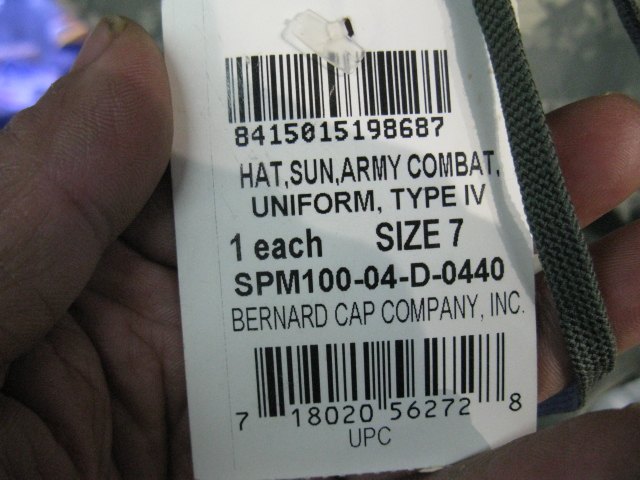 8415015198687
HAT,SUN,ARMY COMBAT,
UNIFORM, TYPE IV
1 each SIZE 7
SPM100-04-D-0440
BERNARD CAP COMPANY, INC.
7 18020 56272 8
UPC